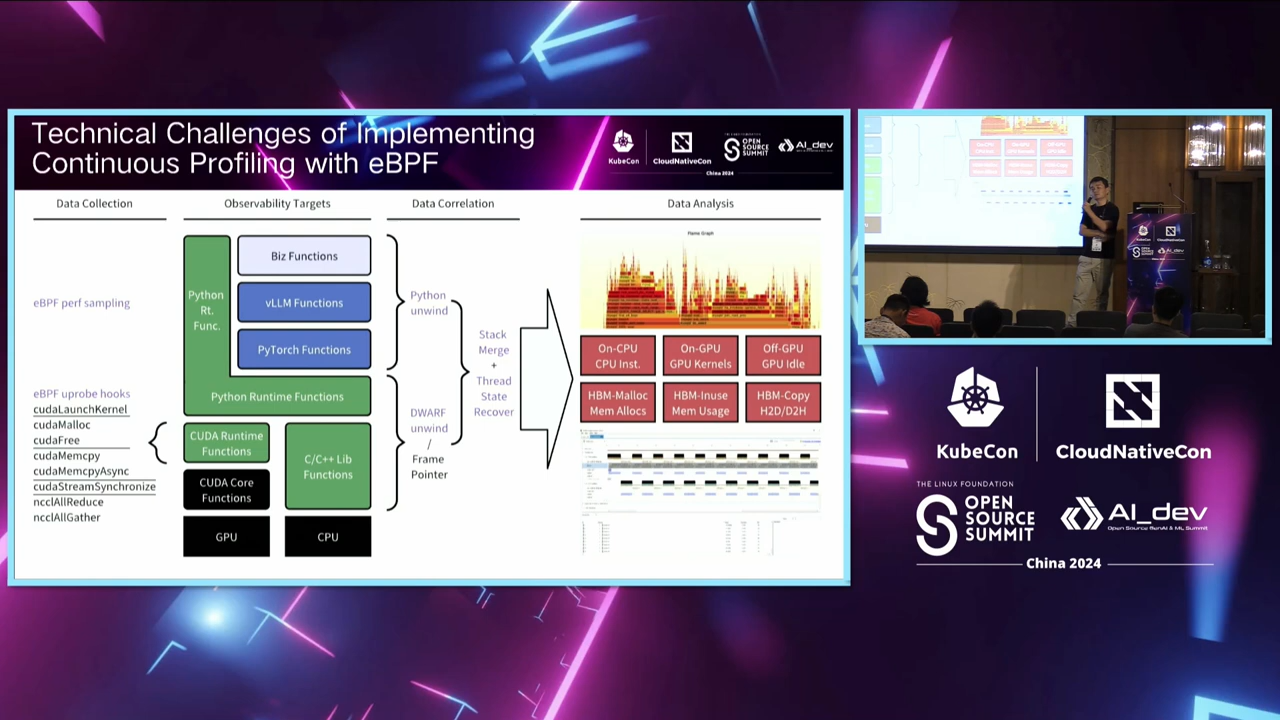 Technical Challenges of Implementing
Continuous Profiling with eBPF
KubeCon
CloudNativeCon
THE LINUX FOUNDATION
OPEN
SOURCE
SUMMIT
AI_dev
China 2024
Data Collection
Observability Targets
Data Correlation
Data Analysis
eBPF perf sampling
eBPF uprobe hooks
cudaLaunchKernel
cudaMalloc
cudaFree
cudaMemcpy
cudaMemcpyAsync
cudaStreamSynchronize
ncclAllReduce
ncclAllGather
Python
Rt.
Func.
Biz Functions
vLLM Functions
PyTorch Functions
Python Runtime Functions
CUDA Runtime
Functions
C/C++ Lib
Functions
CUDA Core
Functions
GPU
CPU
Python
unwind
DWARF
unwind
/
Frame
Pointer
Stack
Merge
+
Thread
State
Recover
Flame Graph
On-CPU
CPU Inst.
On-GPU
GPU Kernels
Off-GPU
GPU Idle
HBM-Malloc
Mem Allocs
HBM-Inuse
Mem Usage
HBM-Copy
H2D/D2H
KubeCon
CloudNativeCon
THE LINUX FOUNDATION
OPEN
SOURCE
SUMMIT
AI_dev
Open Source GenAI & ML Summit
China 2024